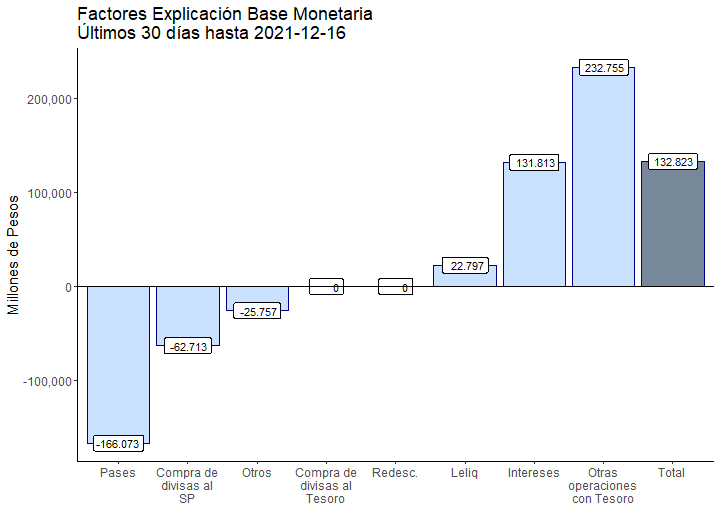 Factores Explicación Base Monetaria
Últimos 30 días hasta 2021-12-16
Millones de Pesos
200,000
100,000
0
-100,000
-166.073
-62.713
-25.757
0
0
22.797
131.813
232.755
132.823
Pases
Compra de
divisas al
SP
Otros
Compra de
divisas al
Tesoro
Redesc.
Leliq
Intereses
Otras
operaciones
con Tesoro
Total